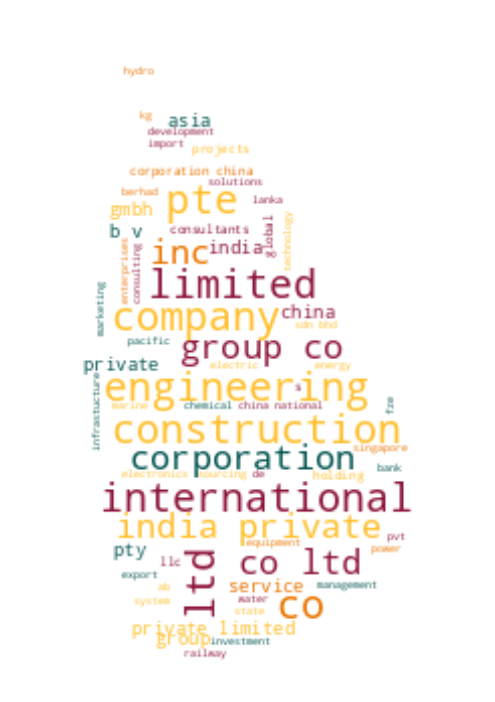 hydro
kg
asia
development
import
projects
corporation china
solutions
berhad
pte
lanka
gmbh
global
technology
b v
consultants
inc
india
enterprises
consulting
limited
marketing
company
china
sdn bhd
pacific
group co
private
electric
energy
engineering
s
infrastucture
marine
chemical
china national
fze
construction
corporation
singapore
bank
electronics
sourcing
de
holding
international
india private
pty
equipment
pvt
power
llc
co ltd
export
ltd
ab
service
management
system
water
co
state
private limited
group
investment
railway